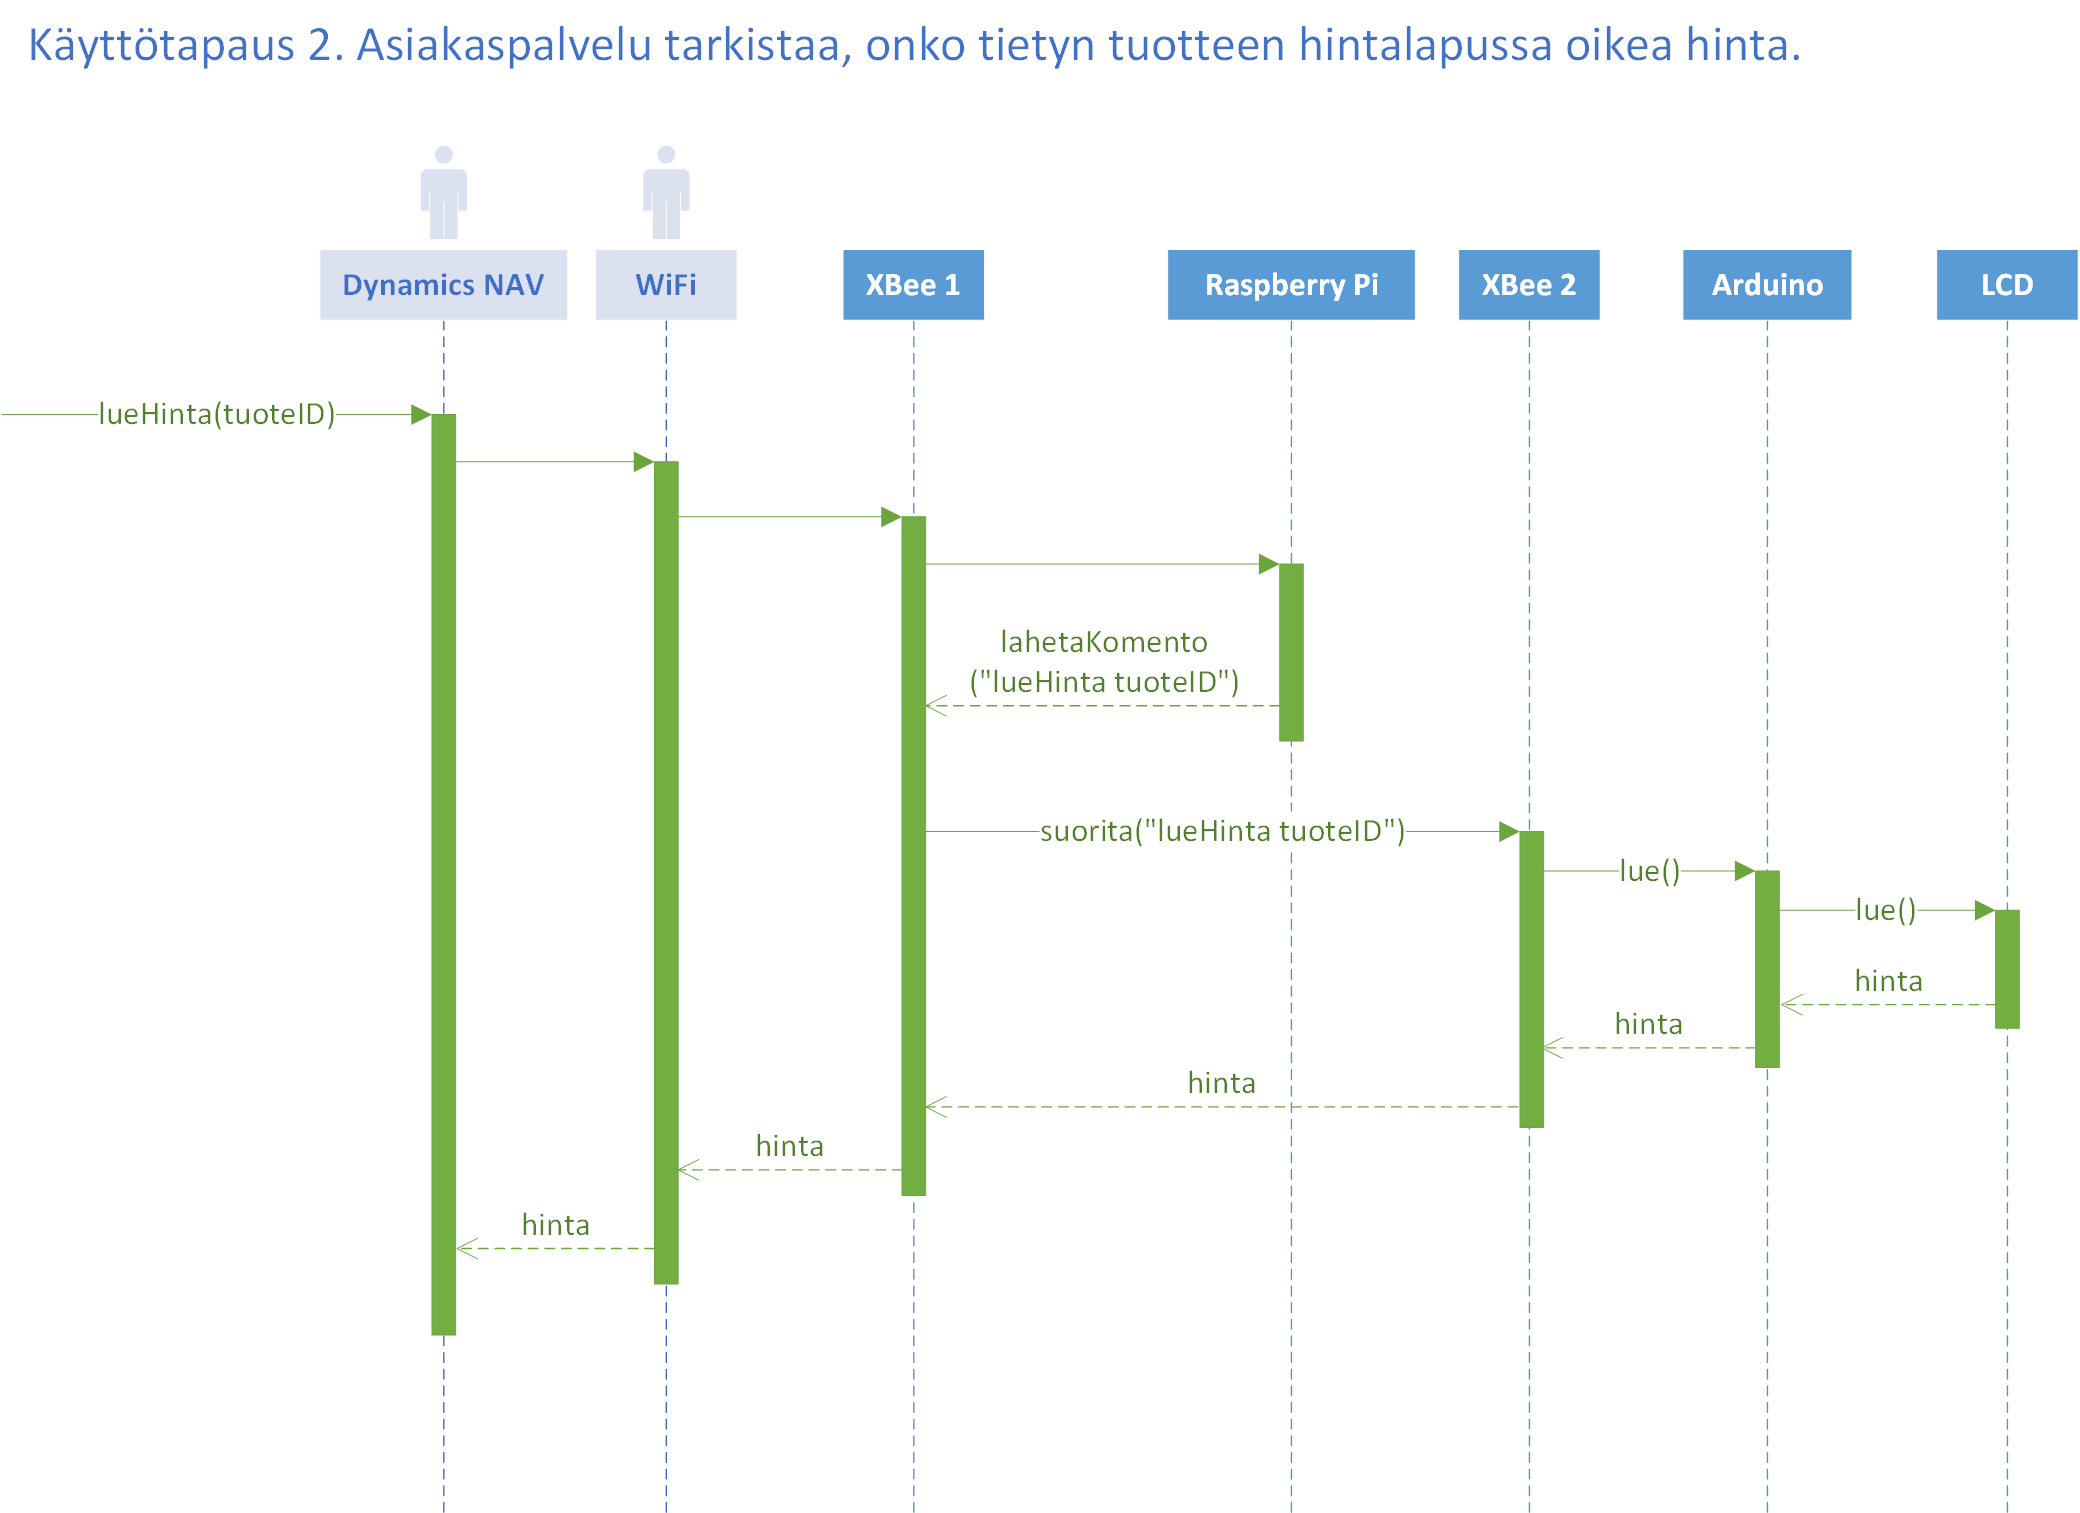 Käyttötapaus 2. Asiakaspalvelu tarkistaa, onko tietyn tuotteen hintalapussa oikea hinta.
Dynamics NAV
WiFi
XBee 1
Raspberry Pi
XBee 2
Arduino
LCD
lueHinta(tuoteID)
lahetaKomento
("lueHinta tuoteID")
suorita("lueHinta tuoteID")
lue()
lue()
hinta
hinta
hinta
hinta
hinta